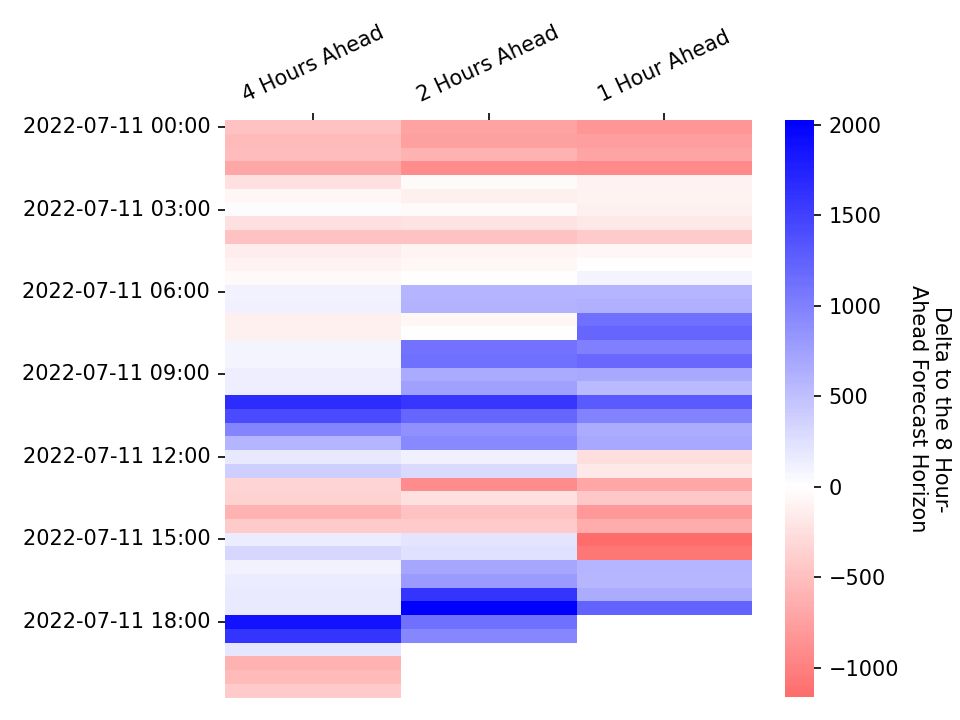 4 Hours Ahead
2 Hours Ahead
1 Hour Ahead
2022-07-11 00:00
2022-07-11 03:00
2022-07-11 06:00
2022-07-11 09:00
2022-07-11 12:00
2022-07-11 15:00
2022-07-11 18:00
2000
1500
1000
500
0
−500
−1000
Delta to the 8 Hour-
Ahead Forecast Horizon